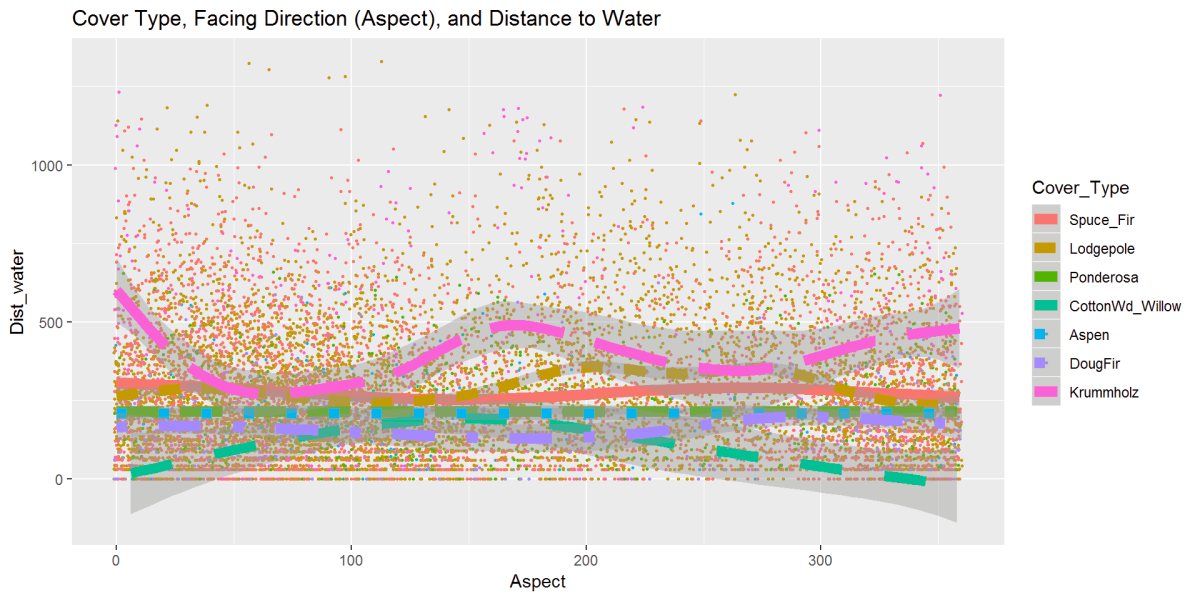 Cover Type, Facing Direction (Aspect), and Distance to Water
Dist_water
1000
500
0
0
100
200
300
Aspect
Cover_Type
Spuce_Fir
Lodgepole
Ponderosa
CottonWd_Willow
Aspen
DougFir
Krummholz